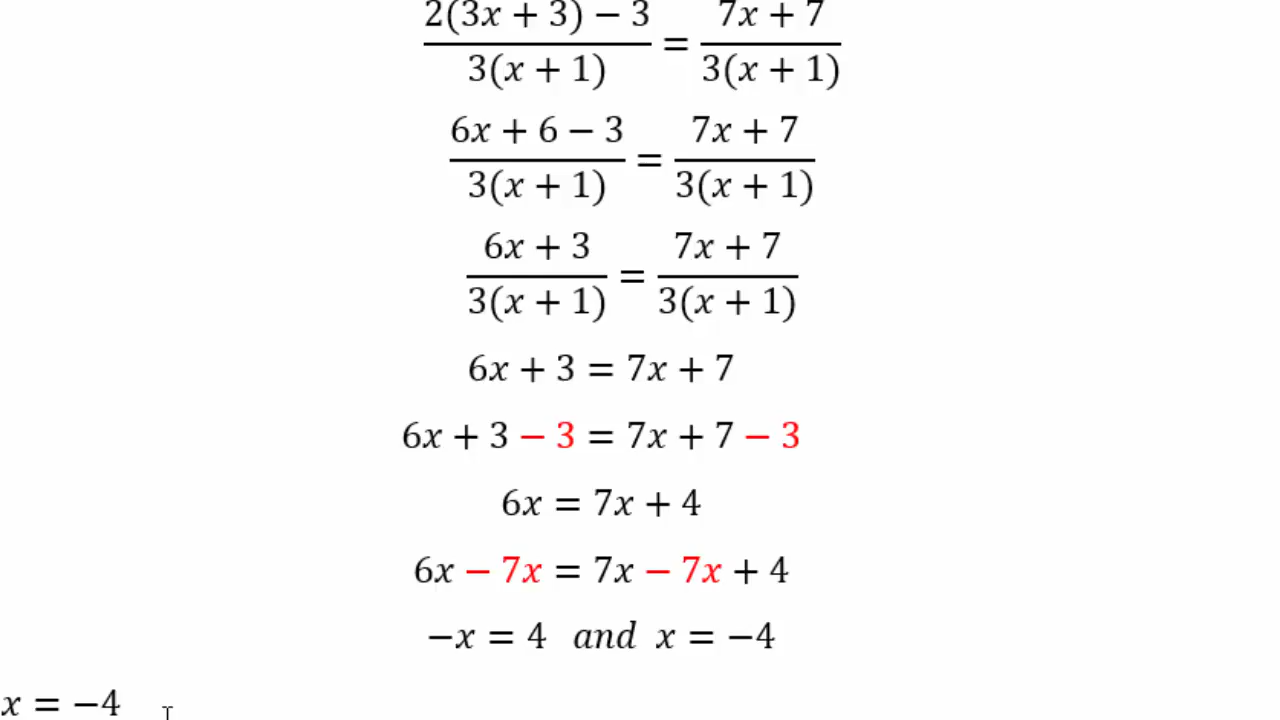 2(3x + 3) − 3 / 3(x + 1) = 7x + 7 / 3(x + 1)
6x + 6 − 3 / 3(x + 1) = 7x + 7 / 3(x + 1)
6x + 3 / 3(x + 1) = 7x + 7 / 3(x + 1)
6x + 3 = 7x + 7
6x + 3 − 3 = 7x + 7 − 3
6x = 7x + 4
6x − 7x = 7x − 7x + 4
−x = 4 and x = −4
x = −4